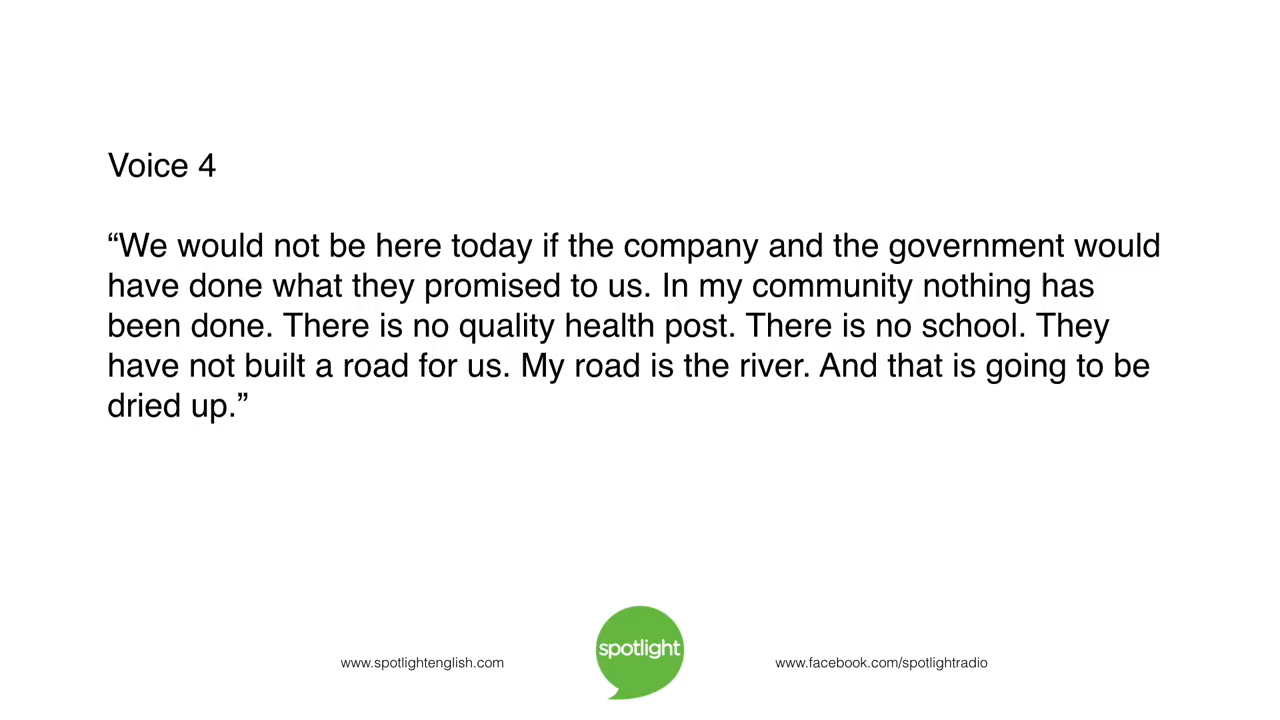 Voice 4
“We would not be here today if the company and the government would
have done what they promised to us. In my community nothing has
been done. There is no quality health post. There is no school. They
have not built a road for us. My road is the river. And that is going to be
dried up.”
www.spotlightenglish.com
spotlight
www.facebook.com/spotlightradio